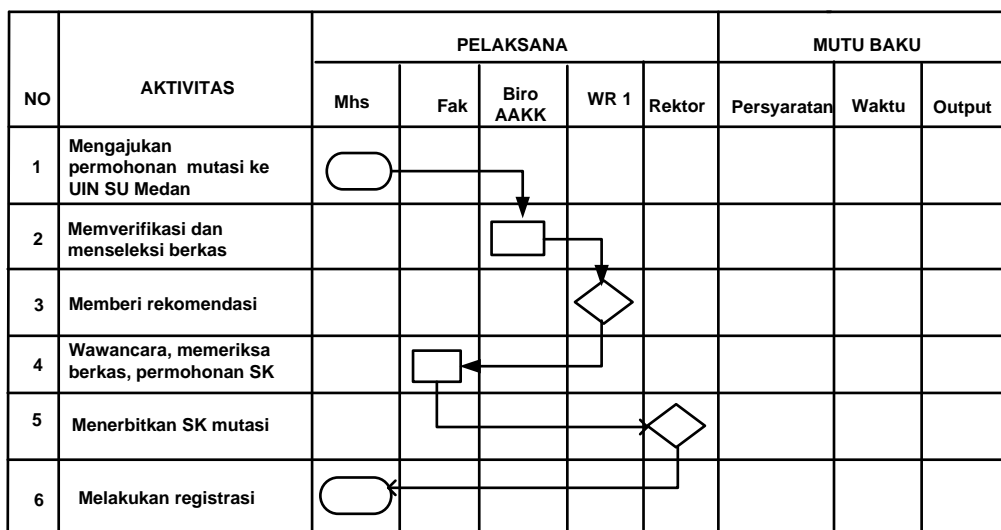 PELAKSANA MUTU BAKU
NO AKTIVITAS Mhs Fak Biro AAKK WR 1 Rektor Persyaratan Waktu Output
1 Mengajukan
permohonan mutasi ke
UIN SU Medan
2 Memverifikasi dan
menseleksi berkas
3 Memberi rekomendasi
4 Wawancara, memeriksa
berkas, permohonan SK
5 Menerbitkan SK mutasi
6 Melakukan registrasi